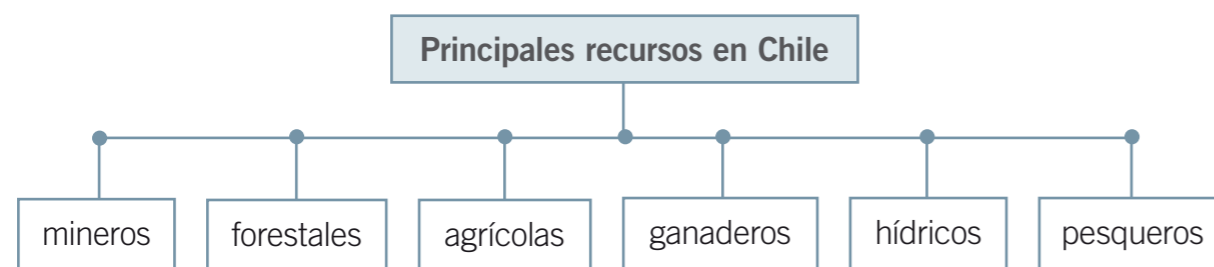 Principales recursos en Chile
mineros
forestales
agrícolas
ganaderos
hídricos
pesqueros